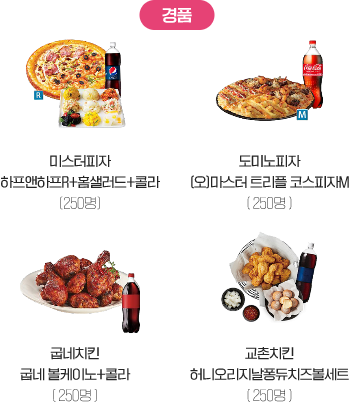 경품
R
M
미스터피자
하프앤하프R+홈샐러드+콜라
(250명)
도미노피자
(오)마스터 트리플 코스피자M
( 250명 )
굽네치킨
굽네 볼케이노+콜라
( 250명 )
교촌치킨
허니오리지날퐁듀치즈볼세트
( 250명 )